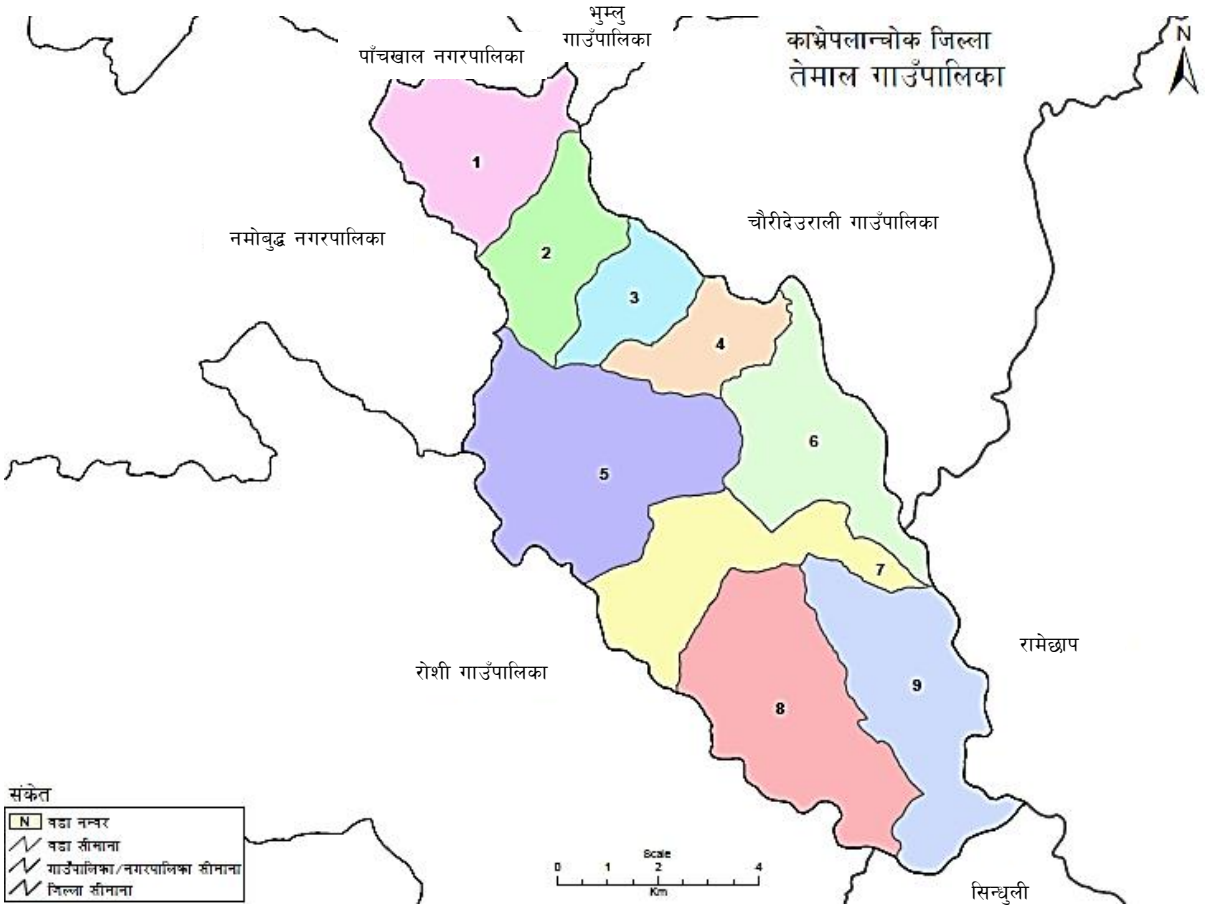 भुम्लु
गाउँपालिका
पाँचखाल नगरपालिका
काभ्रेपलान्चोक जिल्ला
तेमाल गाउँपालिका
N
1
2
नमोबुद्ध नगरपालिका
चौरीदेउराली गाउँपालिका
3
4
6
5
7
रोशी गाउँपालिका
रामेछाप
9
8
संकेत
N वडा नम्वर
वडा सीमाना
गाउँपालिका/नगरपालिका सीमाना
जिल्ला सीमाना
Scale
0 1 2 4
Km
सिन्धुली